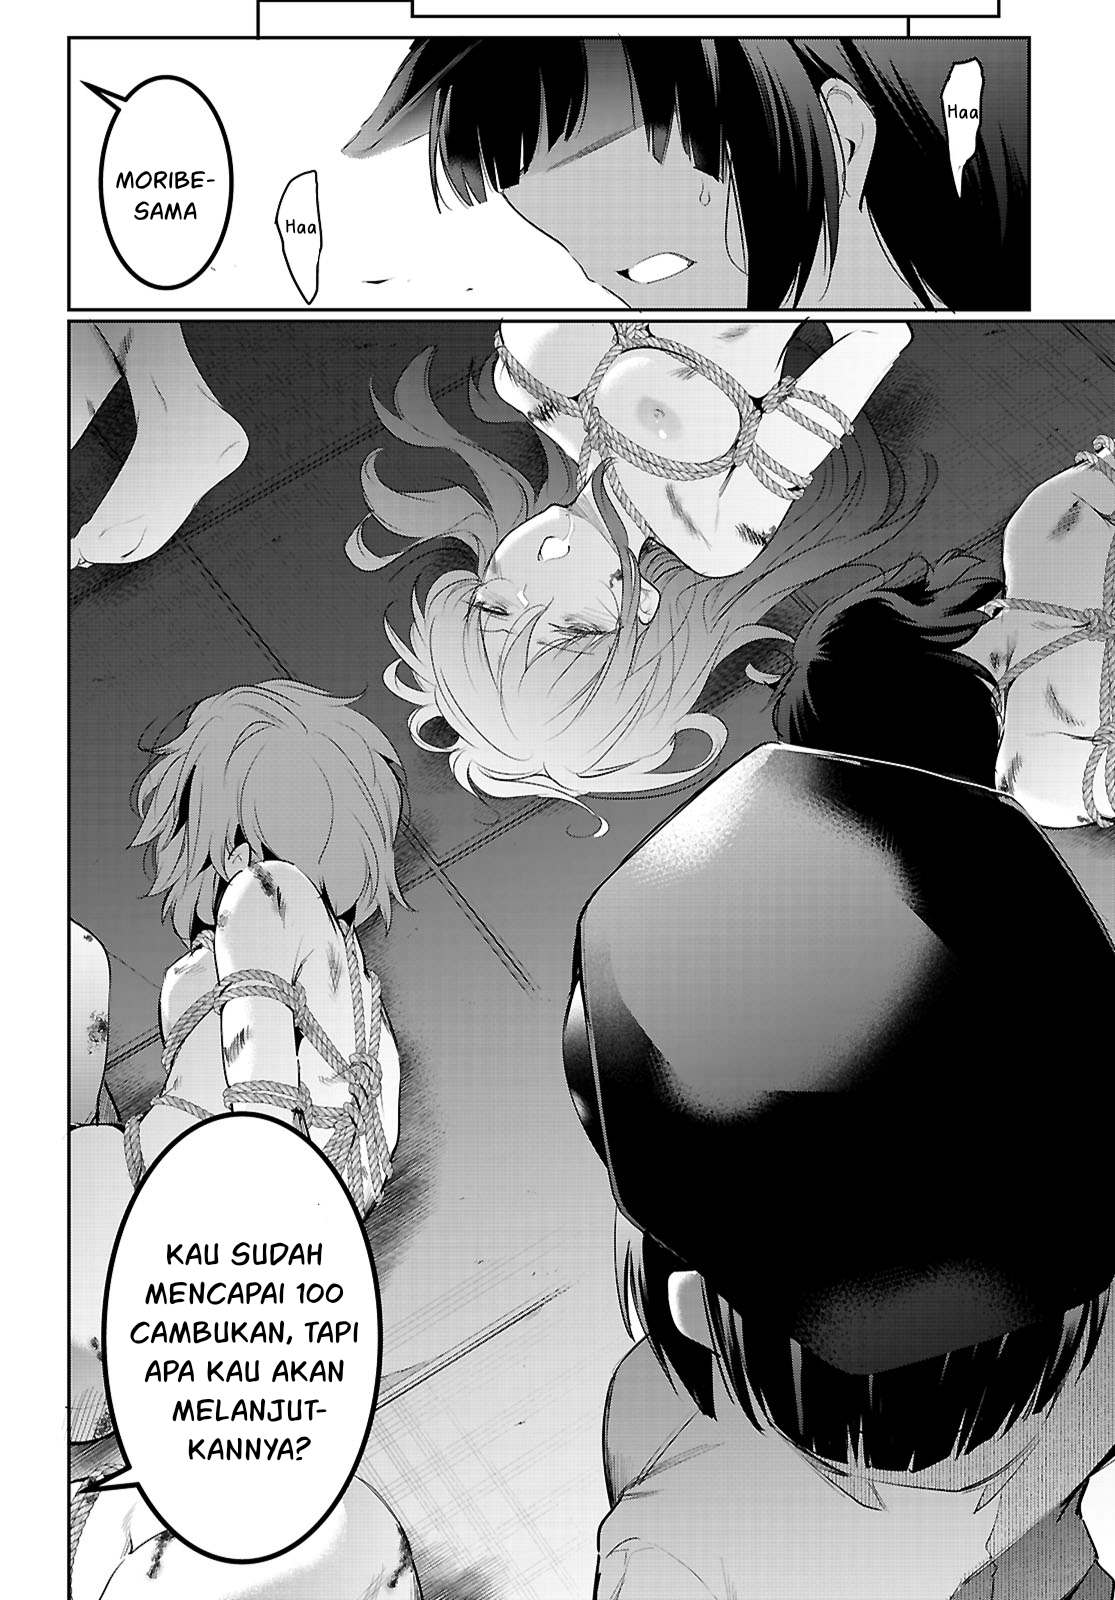 MORIBE-
SAMA
Haa
Haa
KAU SUDAH
MENCAPAI 100
CAMBUKAN, TAPI
APA KAU AKAN
MELANJUT-
KANNYA?